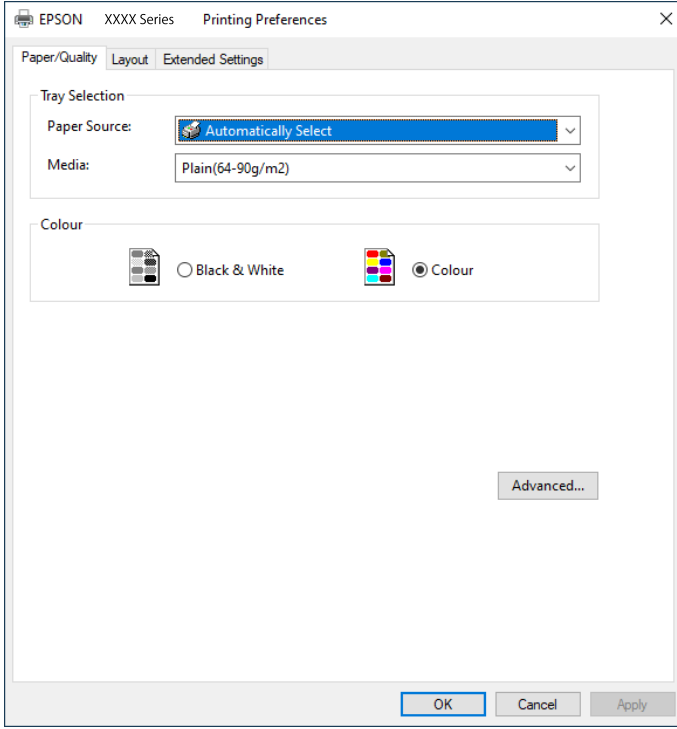 EPSON XXXX Series Printing Preferences
Paper/Quality Layout Extended Settings
Tray Selection
Paper Source: Automatically Select
Media: Plain(64-90g/m2)
Colour
Black & White Colour
Advanced...
OK Cancel Apply